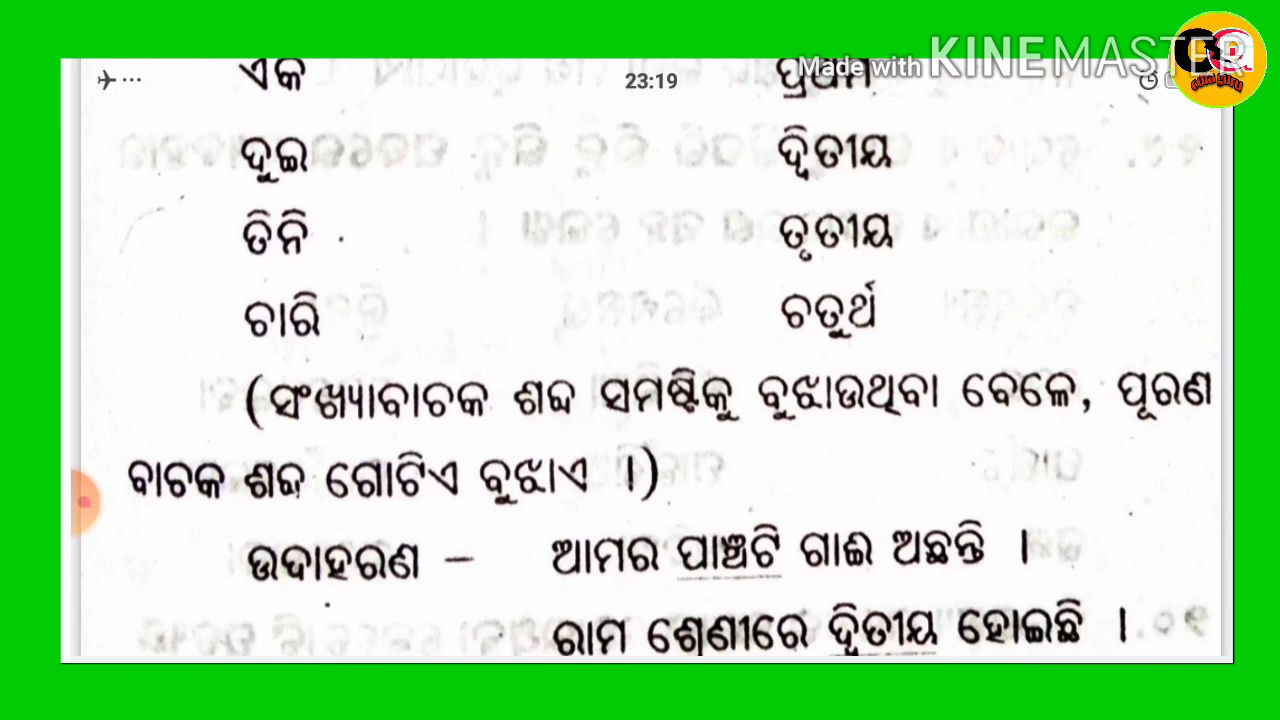 Made with KINEMASTER
23:19
ଏକ ପ୍ରଥମ
ଦୁଇ ଦ୍ୱିତୀୟ
ତିନି ତୃତୀୟ
ଚାରି ଚତୁର୍ଥ
(ସଂଖ୍ୟାବାଚକ ଶବ୍ଦ ସମଷ୍ଟିକୁ ବୁଝାଉଥିବା ବେଳେ, ପୂରଣ
ବାଚକ ଶବ୍ଦ ଗୋଟିଏ ବୁଝାଏ ।)
ଉଦାହରଣ – ଆମର ପାଞ୍ଚଟି ଗାଈ ଅଛନ୍ତି ।
ରାମ ଶ୍ରେଣୀରେ ଦ୍ୱିତୀୟ ହୋଇଛି ।